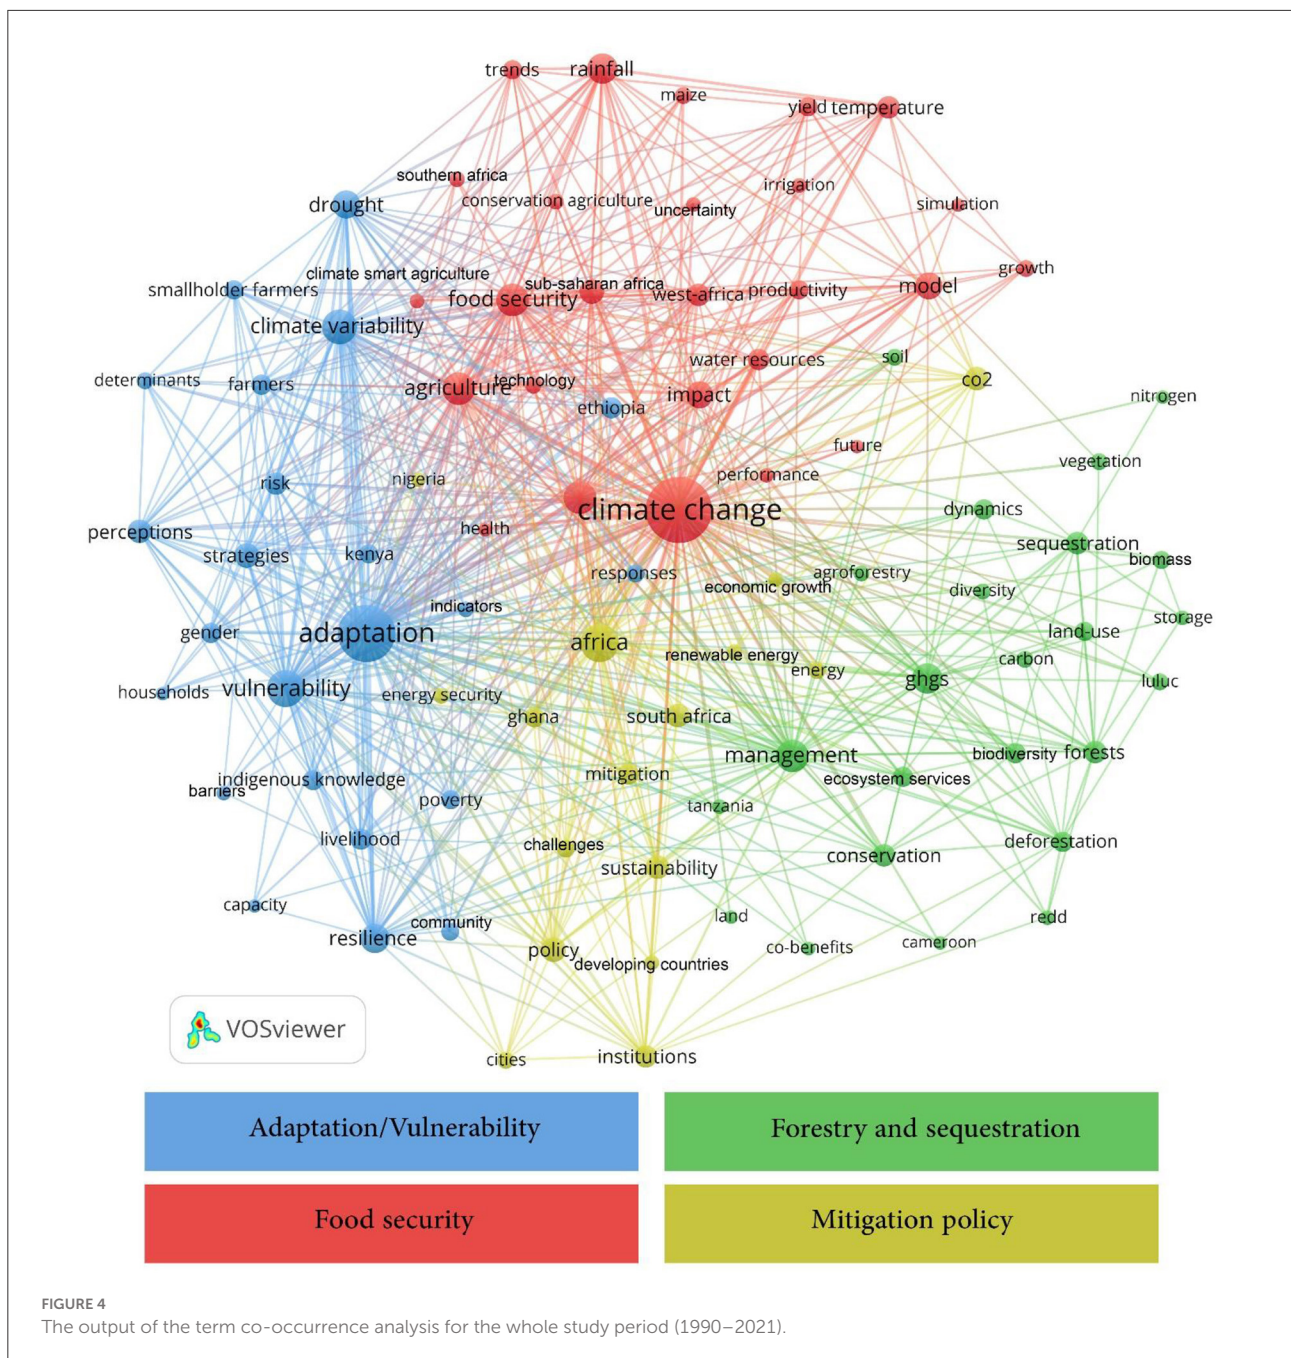 trends
rainfall
maize
yield
temperature
southern africa
conservation agriculture
uncertainty
irrigation
simulation
drought
climate smart agriculture
smallholder farmers
food security
sub-saharan africa
west-africa
productivity
model
growth
climate variability
water resources
soil
co2
determinants
farmers
agriculture
technology
impact
ethiopia
nitrogen
future
vegetation
risk
nigeria
performance
climate change
dynamics
perceptions
strategies
kenya
health
responses
economic growth
agroforestry
sequestration
biomass
diversity
storage
indicators
gender
adaptation
africa
renewable energy
energy
land-use
carbon
ghgs
luluc
households
vulnerability
energy security
ghana
south africa
management
biodiversity
forests
ecosystem services
mitigation
indigenous knowledge
barriers
poverty
tanzania
livelihood
challenges
sustainability
conservation
deforestation
capacity
community
resilience
policy
developing countries
land
co-benefits
cameroon
redd
VOSviewer
cities
institutions
Adaptation/Vulnerability
Forestry and sequestration
Food security
Mitigation policy
FIGURE 4
The output of the term co-occurrence analysis for the whole study period (1990–2021).